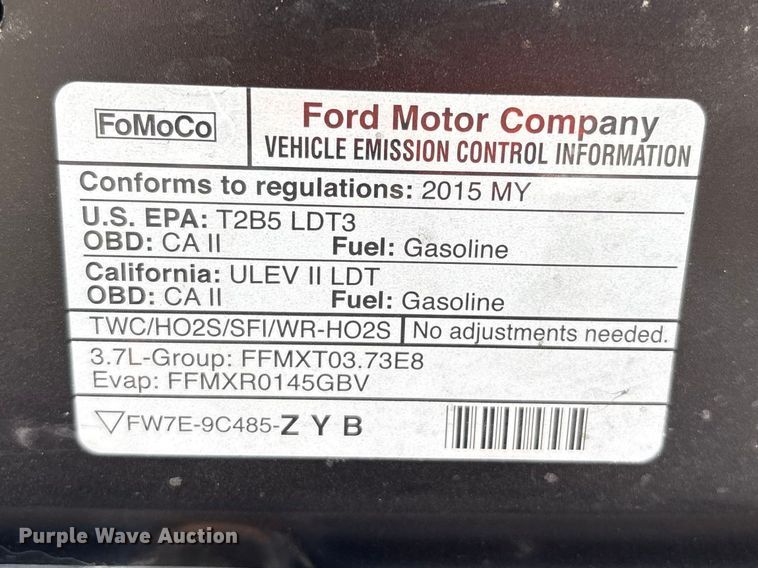 FoMoCo
Ford Motor Company
VEHICLE EMISSION CONTROL INFORMATION
Conforms to regulations: 2015 MY
U.S. EPA: T2B5 LDT3
OBD: CA II Fuel: Gasoline
California: ULEV II LDT
OBD: CA II Fuel: Gasoline
TWC/HO2S/SFI/WR-HO2S No adjustments needed.
3.7L-Group: FFMXT03.73E8
Evap: FFMXR0145GBV
FW7E-9C485-Z Y B
Purple Wave Auction